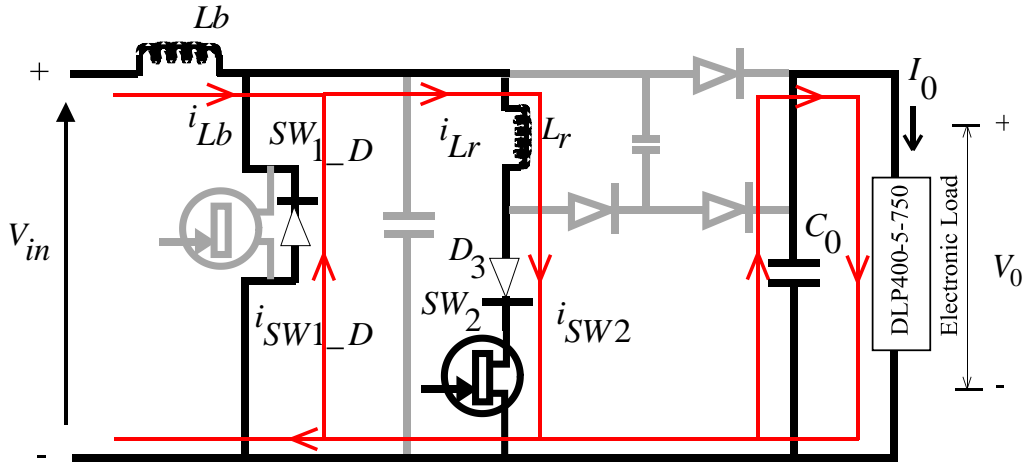 Lb
+
I0
iLb
SW1_D
iLr
Lr
+
Vin
D3
SW2
C0
DLP400-5-750
Electronic Load
V0
iSW1_D
iSW2
-
-